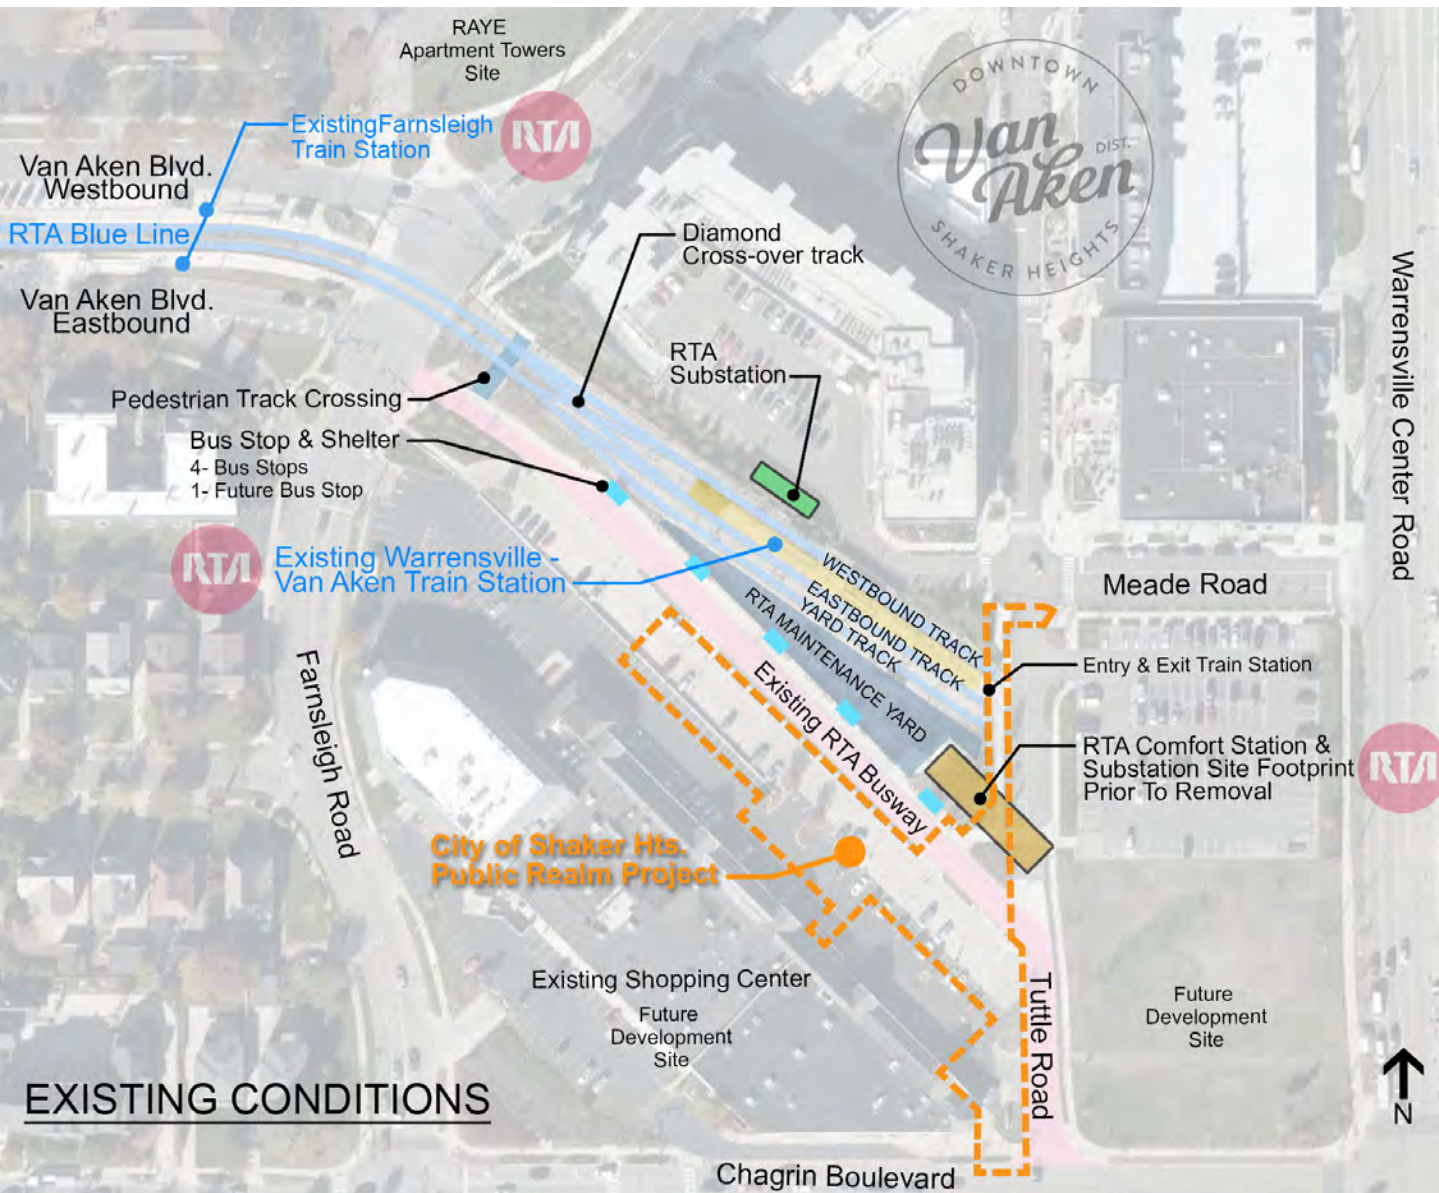 RAYE
Apartment Towers
Site
DOWNTOWN
Van
Aken
DIST.
SHAKER HEIGHTS
ExistingFarnsleigh
Train Station
RTA
Van Aken Blvd.
Westbound
RTA Blue Line
Van Aken Blvd.
Eastbound
Diamond
Cross-over track
RTA
Substation
Pedestrian Track Crossing
Bus Stop & Shelter
4- Bus Stops
1- Future Bus Stop
RTA
Existing Warrensville -
Van Aken Train Station
WESTBOUND TRACK
EASTBOUND TRACK
YARD TRACK
RTA MAINTENANCE YARD
Existing RTA Busway
Warrensville Center Road
Meade Road
Entry & Exit Train Station
RTA Comfort Station &
Substation Site Footprint
Prior To Removal
RTA
Farnsleigh Road
City of Shaker Hts.
Public Realm Project
Existing Shopping Center
Future
Development
Site
Tuttle Road
Future
Development
Site
EXISTING CONDITIONS
Chagrin Boulevard
N